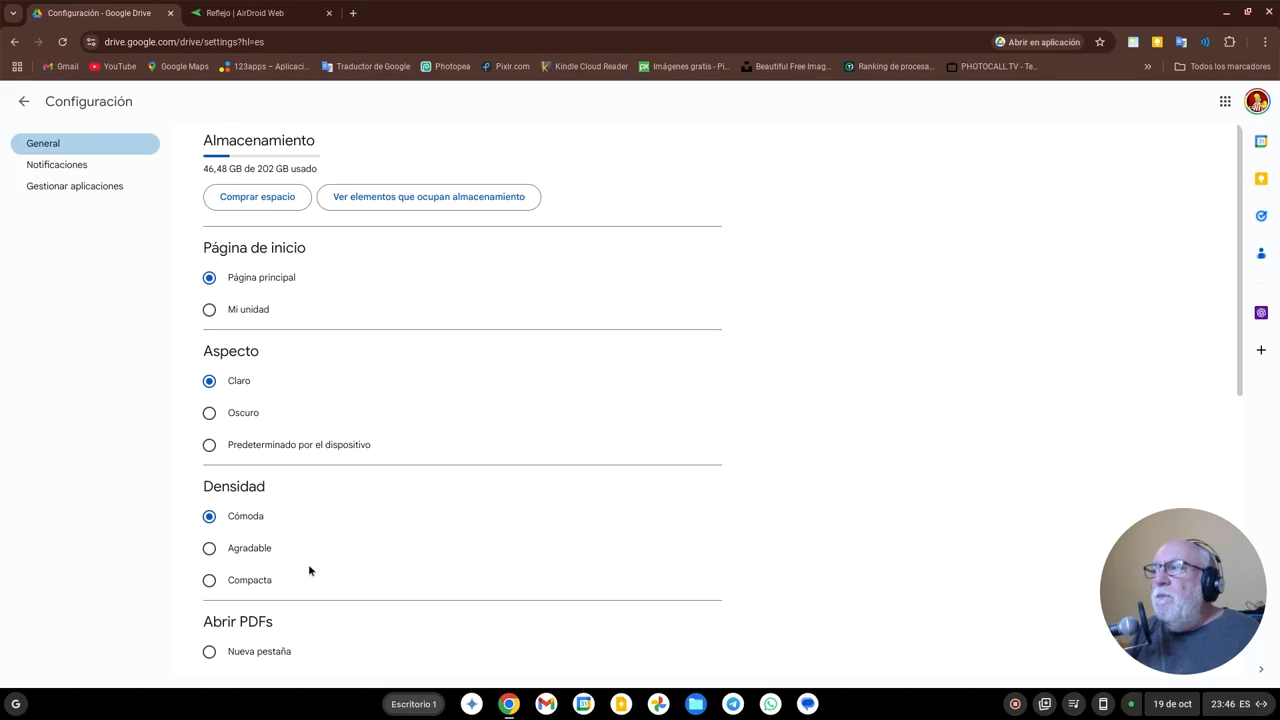 Configuración - Google Drive
Reflejo | AirDroid Web
drive.google.com/drive/settings?hl=es
Abrir en aplicación
Gmail
YouTube
Google Maps
123apps – Aplicaci...
Traductor de Google
Photopea
Pixlr.com
Kindle Cloud Reader
Imágenes gratis - Pi...
Beautiful Free Imag...
Ranking de procesa...
PHOTOCALL.TV - Te...
Todos los marcadores
Configuración
General
Notificaciones
Gestionar aplicaciones
Almacenamiento
46,48 GB de 202 GB usado
Comprar espacio
Ver elementos que ocupan almacenamiento
Página de inicio
Página principal
Mi unidad
Aspecto
Claro
Oscuro
Predeterminado por el dispositivo
Densidad
Cómoda
Agradable
Compacta
Abrir PDFs
Nueva pestaña
G
Escritorio 1
19 de oct
23:46 ES